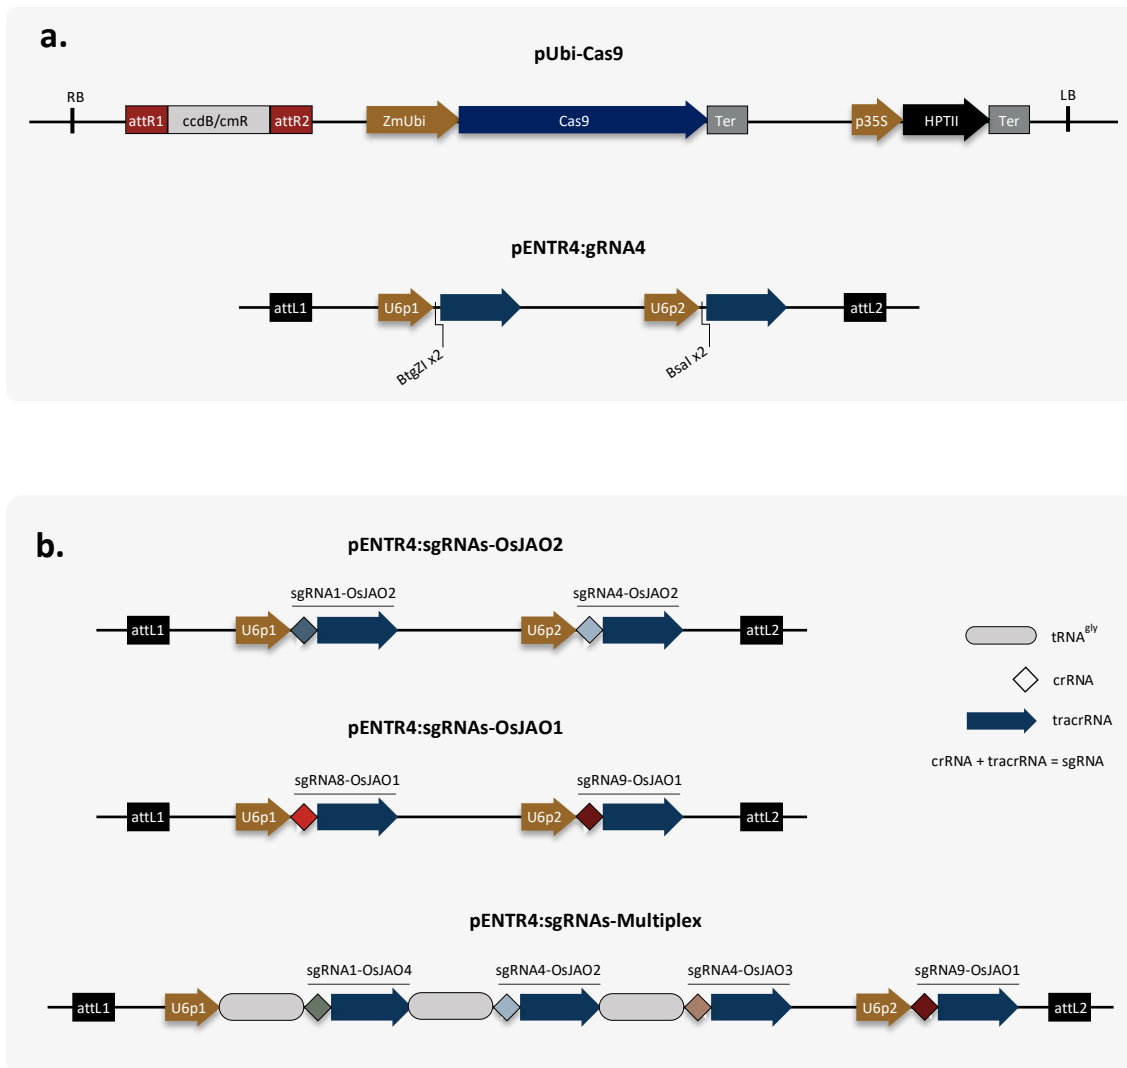 a.
pUbi-Cas9
RB
LB
attR1 ccdB/cmR attR2 ZmUbi Cas9 Ter p35S HPTII Ter
pENTR4:gRNA4
attL1 U6p1 U6p2 attL2
BtgZI x2
BsaI x2
b.
pENTR4:sgRNAs-OsJAO2
sgRNA1-OsJAO2 sgRNA4-OsJAO2
attL1 U6p1 U6p2 attL2
tRNAgly
crRNA
tracrRNA
crRNA + tracrRNA = sgRNA
pENTR4:sgRNAs-OsJAO1
sgRNA8-OsJAO1 sgRNA9-OsJAO1
attL1 U6p1 U6p2 attL2
pENTR4:sgRNAs-Multiplex
sgRNA1-OsJAO4 sgRNA4-OsJAO2 sgRNA4-OsJAO3 sgRNA9-OsJAO1
attL1 U6p1 U6p2 attL2